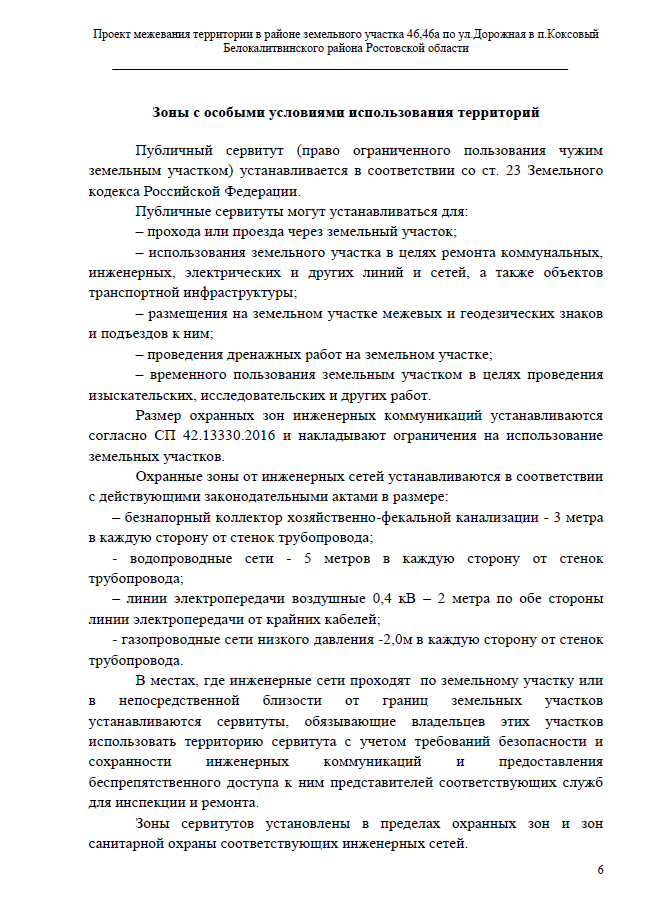 Проект межевания территории в районе земельного участка 46,46а по ул.Дорожная в п.Коксовый
Белокалитвинского района Ростовской области
Зоны с особыми условиями использования территорий
Публичный сервитут (право ограниченного пользования чужим
земельным участком) устанавливается в соответствии со ст. 23 Земельного
кодекса Российской Федерации.
Публичные сервитуты могут устанавливаться для:
– прохода или проезда через земельный участок;
– использования земельного участка в целях ремонта коммунальных,
инженерных, электрических и других линий и сетей, а также объектов
транспортной инфраструктуры;
– размещения на земельном участке межевых и геодезических знаков
и подъездов к ним;
– проведения дренажных работ на земельном участке;
– временного пользования земельным участком в целях проведения
изыскательских, исследовательских и других работ.
Размер охранных зон инженерных коммуникаций устанавливаются
согласно СП 42.13330.2016 и накладывают ограничения на использование
земельных участков.
Охранные зоны от инженерных сетей устанавливаются в соответствии
с действующими законодательными актами в размере:
– безнапорный коллектор хозяйственно-фекальной канализации - 3 метра
в каждую сторону от стенок трубопровода;
- водопроводные сети - 5 метров в каждую сторону от стенок
трубопровода;
– линии электропередачи воздушные 0,4 кВ – 2 метра по обе стороны
линии электропередачи от крайних кабелей;
- газопроводные сети низкого давления -2,0м в каждую сторону от стенок
трубопровода.
В местах, где инженерные сети проходят по земельному участку или
в непосредственной близости от границ земельных участков
устанавливаются сервитуты, обязывающие владельцев этих участков
использовать территорию сервитута с учетом требований безопасности и
сохранности инженерных коммуникаций и предоставления
беспрепятственного доступа к ним представителей соответствующих служб
для инспекции и ремонта.
Зоны сервитутов установлены в пределах охранных зон и зон
санитарной охраны соответствующих инженерных сетей.
6